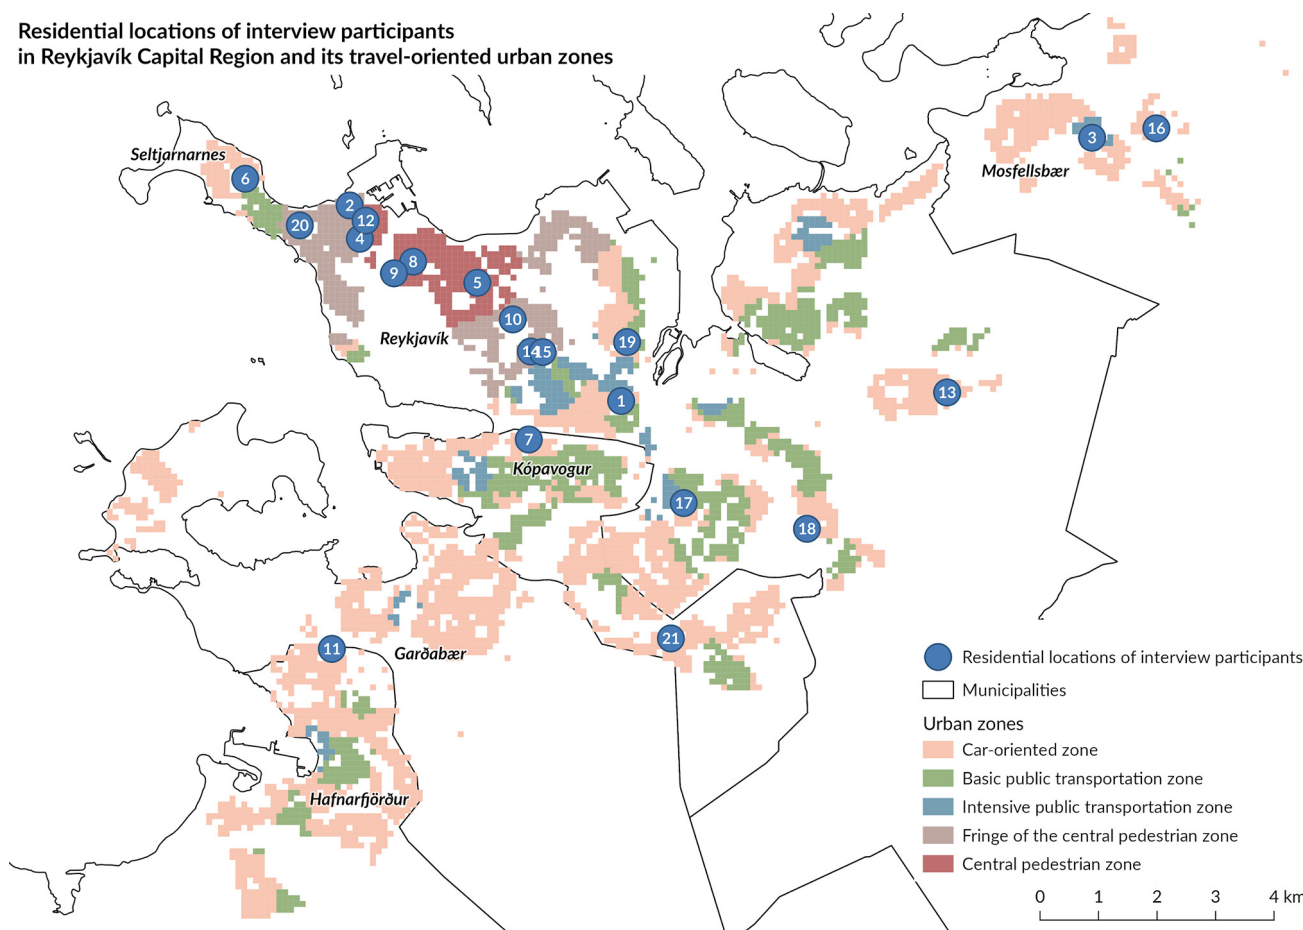 Residential locations of interview participants
in Reykjavík Capital Region and its travel-oriented urban zones
Seltjarnarnes
Mosfellsbær
3
16
6
2
20
12
4
8
9
5
10
Reykjavík
14
15
19
13
1
7
Kópavogur
17
18
21
11
Garðabær
Hafnarfjörður
Residential locations of interview participants
Municipalities
Urban zones
Car-oriented zone
Basic public transportation zone
Intensive public transportation zone
Fringe of the central pedestrian zone
Central pedestrian zone
0 1 2 3 4 km